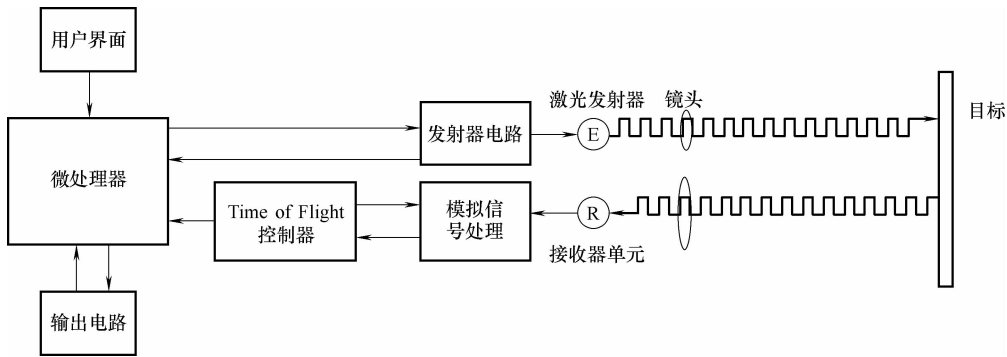 用户界面
激光发射器
镜头
目标
发射器电路
E
微处理器
Time of Flight
控制器
模拟信
号处理
R
接收器单元
输出电路